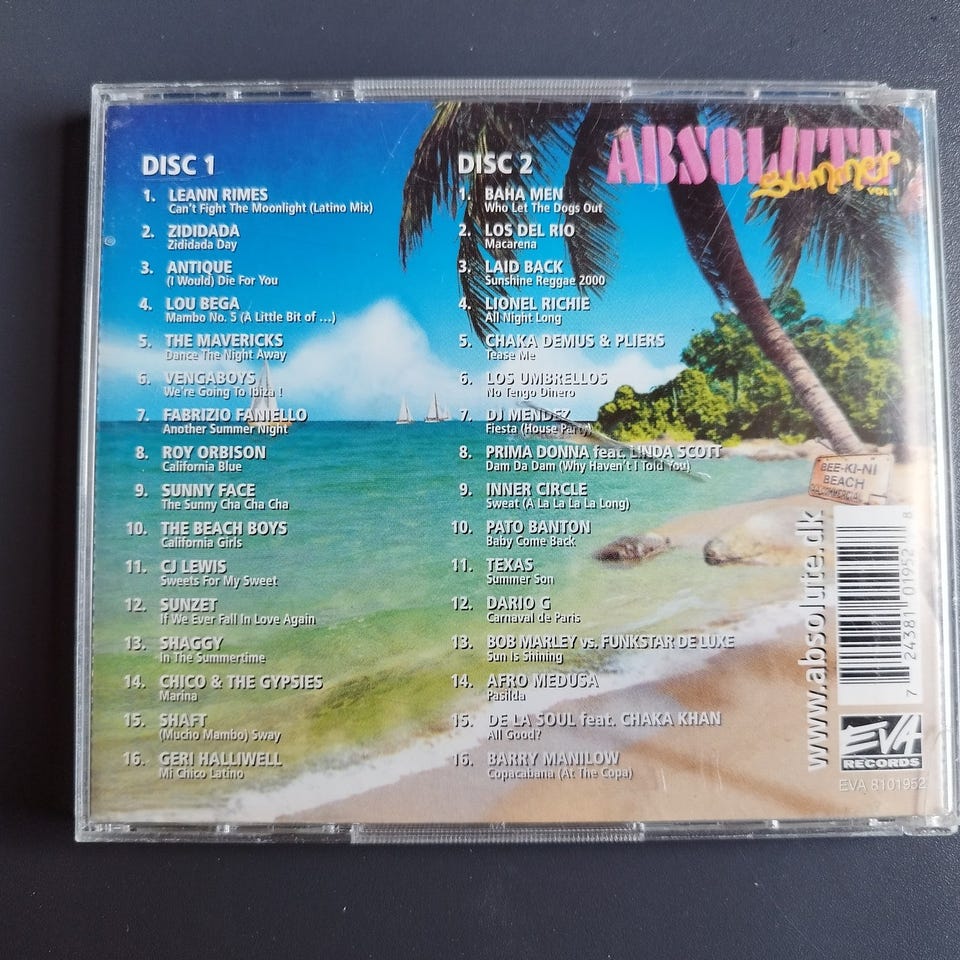 DISC 1
1. LEANN RIMES
Can't Fight The Moonlight (Latino Mix)
2. ZIDIDADA
Zididada Day
3. ANTIQUE
(I Would) Die For You
4. LOU BEGA
Mambo No. 5 (A Little Bit of ...)
5. THE MAVERICKS
Dance The Night Away
6. VENGABOYS
We're Going To Ibiza !
7. FABRIZIO FANIELLO
Another Summer Night
8. ROY ORBISON
California Blue
9. SUNNY FACE
The Sunny Cha Cha Cha
10. THE BEACH BOYS
California Girls
11. CJ LEWIS
Sweets For My Sweet
12. SUNZET
If We Ever Fall In Love Again
13. SHAGGY
In The Summertime
14. CHICO & THE GYPSIES
Marina
15. SHAFT
(Mucho Mambo) Sway
16. GERI HALLIWELL
Mi Chico Latino
DISC 2
1. BAHA MEN
Who Let The Dogs Out
2. LOS DEL RIO
Macarena
3. LAID BACK
Sunshine Reggae 2000
4. LIONEL RICHIE
All Night Long
5. CHAKA DEMUS & PLIERS
Tease Me
6. LOS UMBRELLOS
No Tengo Dinero
7. DJ MENDEZ
Fiesta (House Party)
8. PRIMA DONNA feat. LINDA SCOTT
Dam Da Dam (Why Haven't I Told You)
9. INNER CIRCLE
Sweat (A La La La La Long)
10. PATO BANTON
Baby Come Back
11. TEXAS
Summer Son
12. DARIO G
Carnaval de Paris
13. BOB MARLEY vs. FUNKSTAR DE LUXE
Sun Is Shining
14. AFRO MEDUSA
Pasilda
15. DE LA SOUL feat. CHAKA KHAN
All Good?
16. BARRY MANILOW
Copacabana (At The Copa)
ABSOLUTE
Summer
VOL.1
BEE-KI-NI
BEACH
www.absolute.dk
7 24381 01952 8
EVA
RECORDS
EVA 8101952